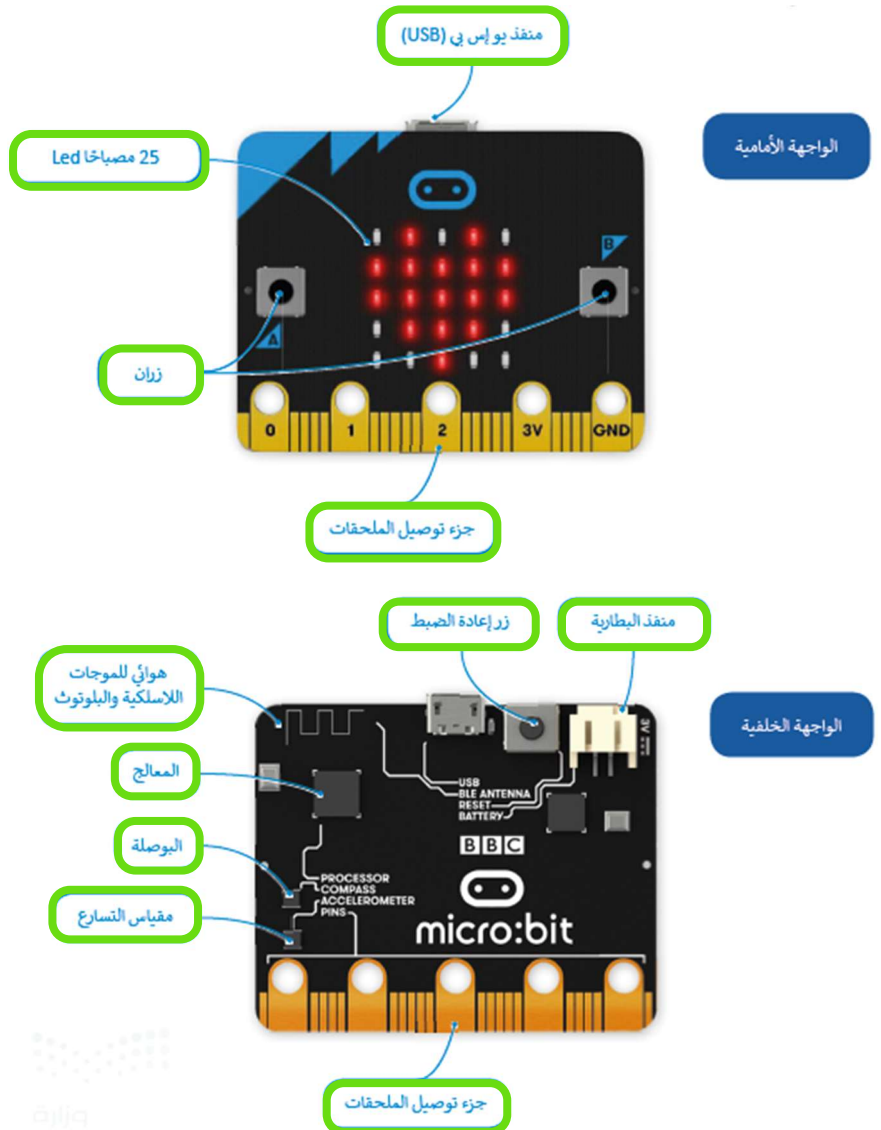 منفذ يو إس بي (USB)
الواجهة الأمامية
25 مصباحًا Led
B
A
زران
0 1 2 3V GND
جزء توصيل الملحقات
زر إعادة الضبط
منفذ البطارية
هوائي للموجات
اللاسلكية والبلوتوث
الواجهة الخلفية
3V
المعالج
USB
BLE ANTENNA
RESET
BATTERY
BBC
البوصلة
PROCESSOR
COMPASS
ACCELEROMETER
PINS
مقياس التسارع
micro:bit
جزء توصيل الملحقات
وزارة